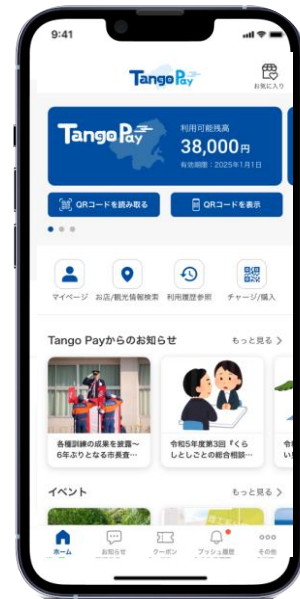 9:41
Tango Pay
お気に入り
Tango Pay
利用可能残高
38,000円
有効期限：2025年1月1日
QRコードを読み取る
QRコードを表示
マイページ
お店/観光情報検索
利用履歴参照
チャージ/購入
Tango Payからのお知らせ
もっと見る
各種訓練の成果を披露〜
6年ぶりとなる市長査…
令和5年度第3回『くら
しとしごとの総合相談…
イベント
もっと見る
ホーム
お知らせ
クーポン
プッシュ履歴
その他